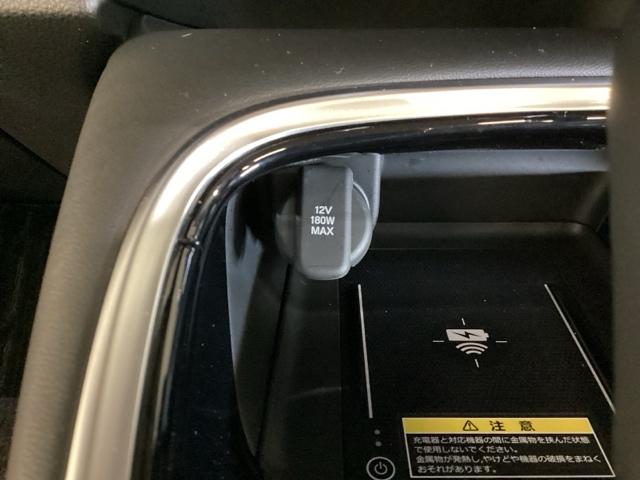 12V
180W
MAX
⚠ 注意
充電器と対応機器の間に金属物を挟んだ状態
で使用しないでください。
金属物が発熱し、やけどや機器の破損をまねく
おそれがあります。